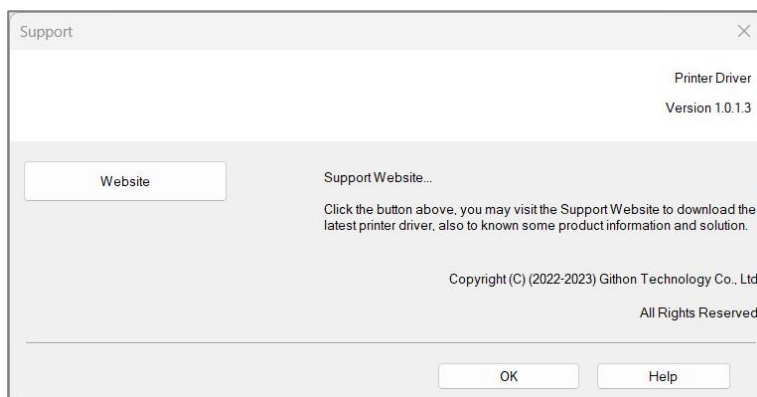 Support
Printer Driver
Version 1.0.1.3
Website
Support Website...
Click the button above, you may visit the Support Website to download the
latest printer driver, also to known some product information and solution.
Copyright (C) (2022-2023) Githon Technology Co., Ltd
All Rights Reserved
OK
Help